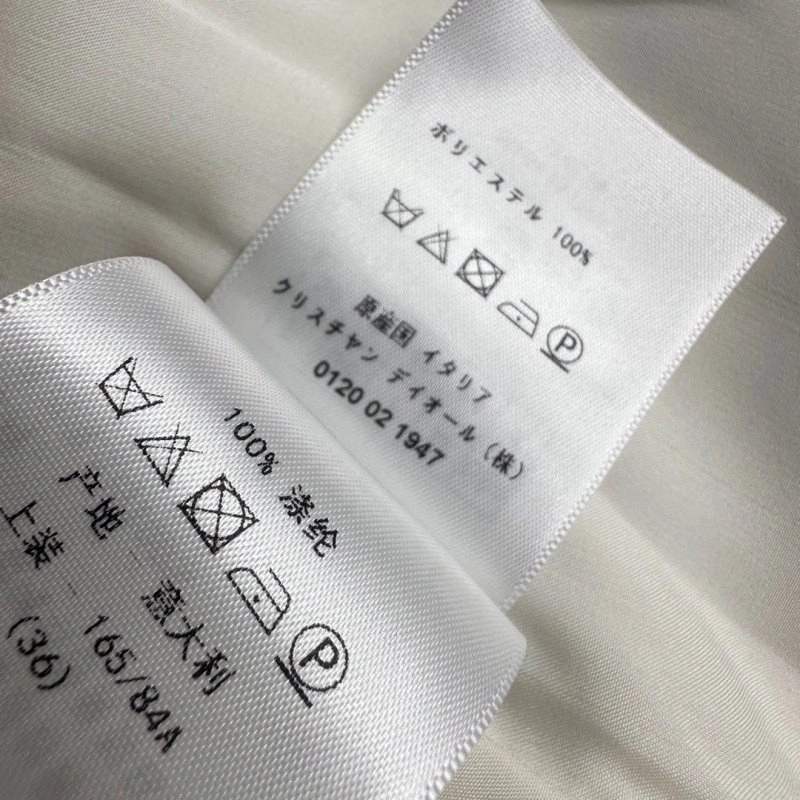 ポリエステル 100%
P
原産国 イタリア
クリスチャン ディオール(株)
0120 02 1947
100% 涤纶
P
产地 – 意大利
上装 – 165/84A
(36)